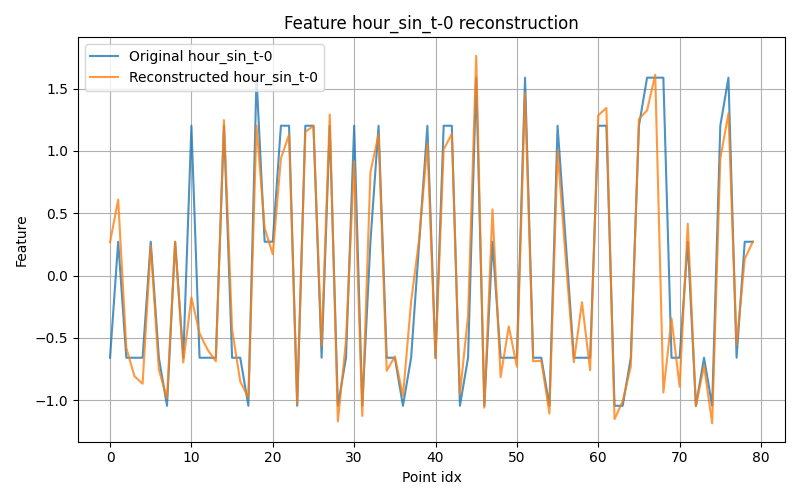 Feature hour_sin_t-0 reconstruction
Original hour_sin_t-0
Reconstructed hour_sin_t-0
1.5
1.0
0.5
0.0
−0.5
−1.0
Feature
0 10 20 30 40 50 60 70 80
Point idx